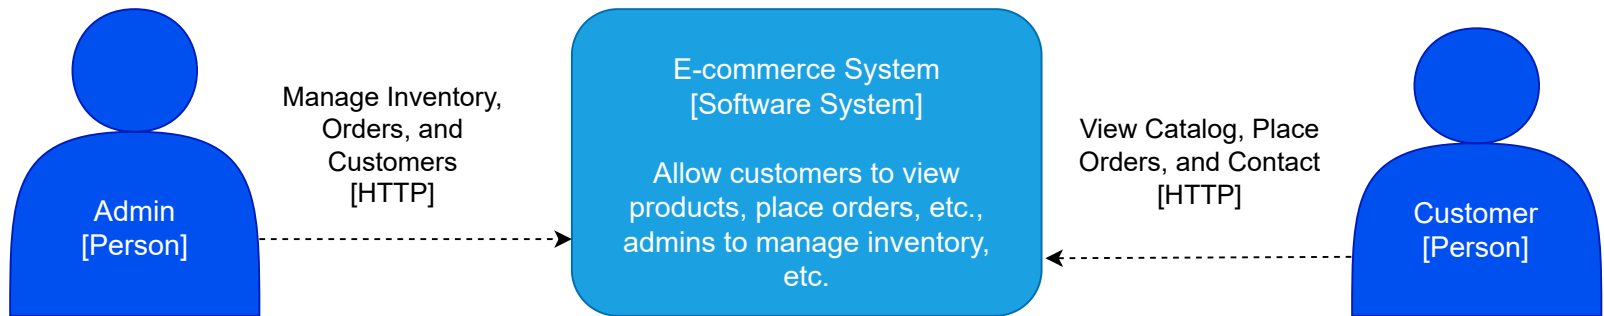 Admin
[Person]
Manage Inventory,
Orders, and
Customers
[HTTP]
E-commerce System
[Software System]
Allow customers to view
products, place orders, etc.,
admins to manage inventory,
etc.
View Catalog, Place
Orders, and Contact
[HTTP]
Customer
[Person]